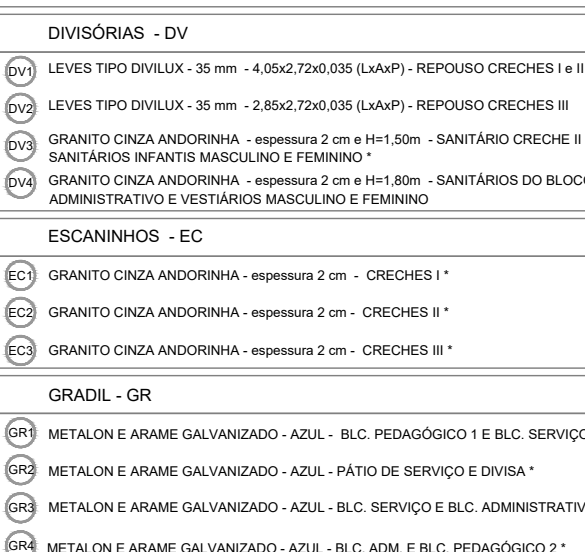 DIVISÓRIAS - DV
DV1 LEVES TIPO DIVILUX - 35 mm - 4,05x2,72x0,035 (LxAxP) - REPOUSO CRECHES I e II
DV2 LEVES TIPO DIVILUX - 35 mm - 2,85x2,72x0,035 (LxAxP) - REPOUSO CRECHES III
DV3 GRANITO CINZA ANDORINHA - espessura 2 cm e H=1,50m - SANITÁRIO CRECHE II
SANITÁRIOS INFANTIS MASCULINO E FEMININO *
DV4 GRANITO CINZA ANDORINHA - espessura 2 cm e H=1,80m - SANITÁRIOS DO BLOCO
ADMINISTRATIVO E VESTIÁRIOS MASCULINO E FEMININO
ESCANINHOS - EC
EC1 GRANITO CINZA ANDORINHA - espessura 2 cm - CRECHES I *
EC2 GRANITO CINZA ANDORINHA - espessura 2 cm - CRECHES II *
EC3 GRANITO CINZA ANDORINHA - espessura 2 cm - CRECHES III *
GRADIL - GR
GR1 METALON E ARAME GALVANIZADO - AZUL - BLC. PEDAGÓGICO 1 E BLC. SERVIÇO
GR2 METALON E ARAME GALVANIZADO - AZUL - PÁTIO DE SERVIÇO E DIVISA *
GR3 METALON E ARAME GALVANIZADO - AZUL - BLC. SERVIÇO E BLC. ADMINISTRATIV
GR4 METALON E ARAME GALVANIZADO - AZUL - BLC. ADM. E BLC. PEDAGÓGICO 2 *